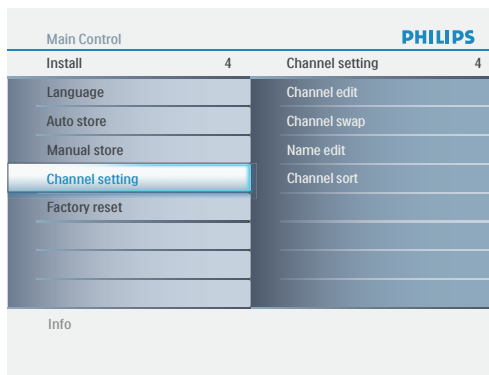 Main Control PHILIPS
Install 4 Channel setting 4
Language Channel edit
Auto store Channel swap
Manual store Name edit
Channel setting Channel sort
Factory reset
Info